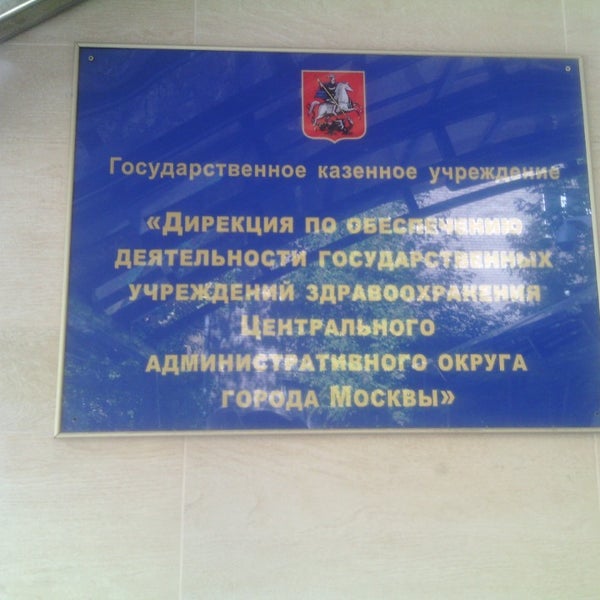 Государственное казенное учреждение
«Дирекция по обеспечению
деятельности государственных
учреждений здравоохранения
Центрального
административного округа
города Москвы»